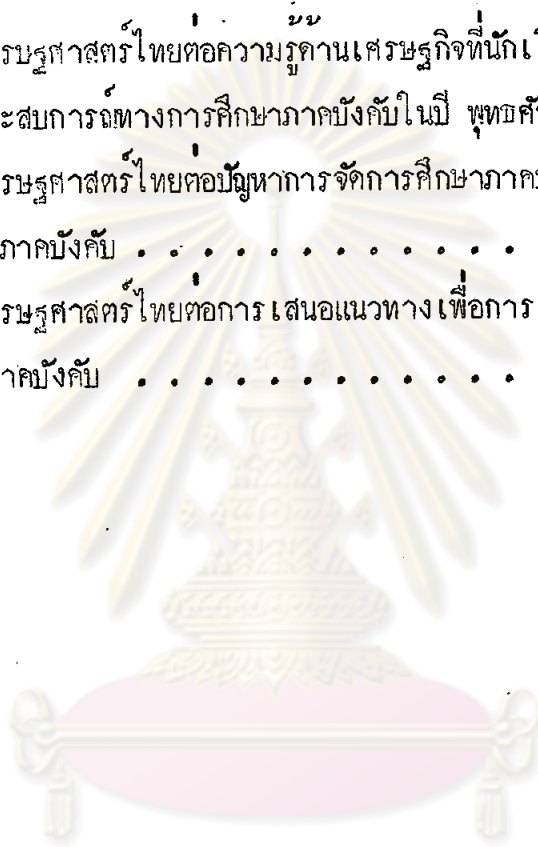 รษฐศาสตร์ไทยต่อความรู้ด้านเศรษฐกิจที่นัก
ะสบการณ์ทางการศึกษาภาคบังคับในปี พุทธศั
รษฐศาสตร์ไทยต่อปัญหาการจัดการศึกษาภาค
ภาคบังคับ . . . . . . . . . . . .
รษฐศาสตร์ไทยต่อการเสนอแนวทางเพื่อการ
าคบังคับ . . . . . . . . . . . .